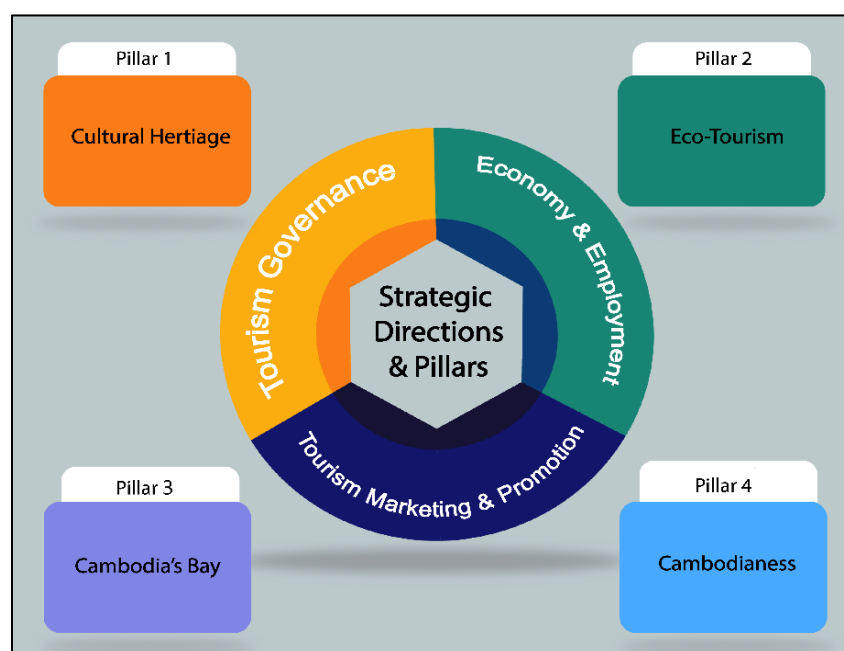 Pillar 1
Cultural Hertiage
Pillar 2
Eco-Tourism
Tourism Governance
Economy & Employment
Strategic
Directions
& Pillars
Tourism Marketing & Promotion
Pillar 3
Cambodia's Bay
Pillar 4
Cambodianess